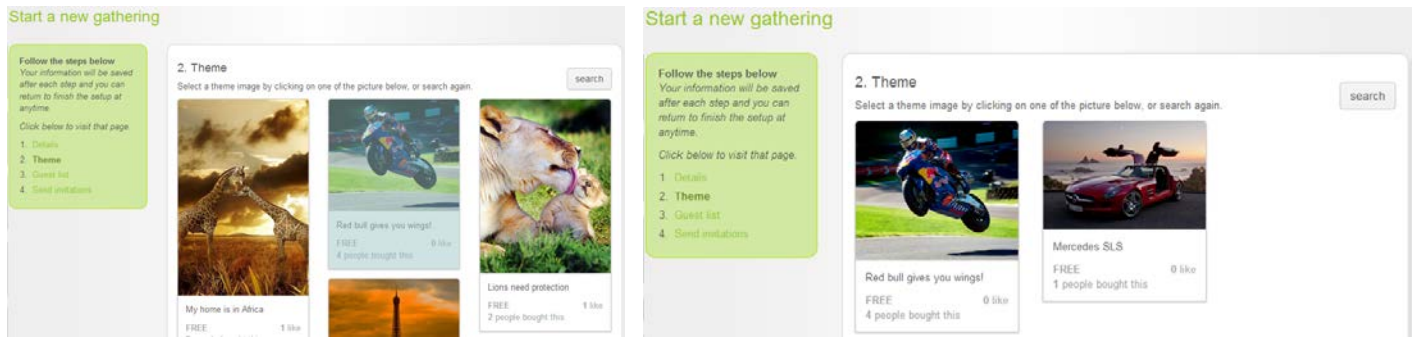 Start a new gathering
Follow the steps below
Your information will be saved
after each step and you can
return to finish the setup at
anytime.
Click below to visit that page.
1. Details
2. Theme
3. Guest list
4. Send invitations
2. Theme
Select a theme image by clicking on one of the picture below, or search again.
search
My home is in Africa
FREE 1 like
Red bull gives you wings!
FREE 0 like
4 people bought this
Lions need protection
FREE 1 like
2 people bought this
Start a new gathering
Follow the steps below
Your information will be saved
after each step and you can
return to finish the setup at
anytime.
Click below to visit that page.
1. Details
2. Theme
3. Guest list
4. Send invitations
2. Theme
Select a theme image by clicking on one of the picture below, or search again.
search
Red bull gives you wings!
FREE 0 like
4 people bought this
Mercedes SLS
FREE 0 like
1 people bought this